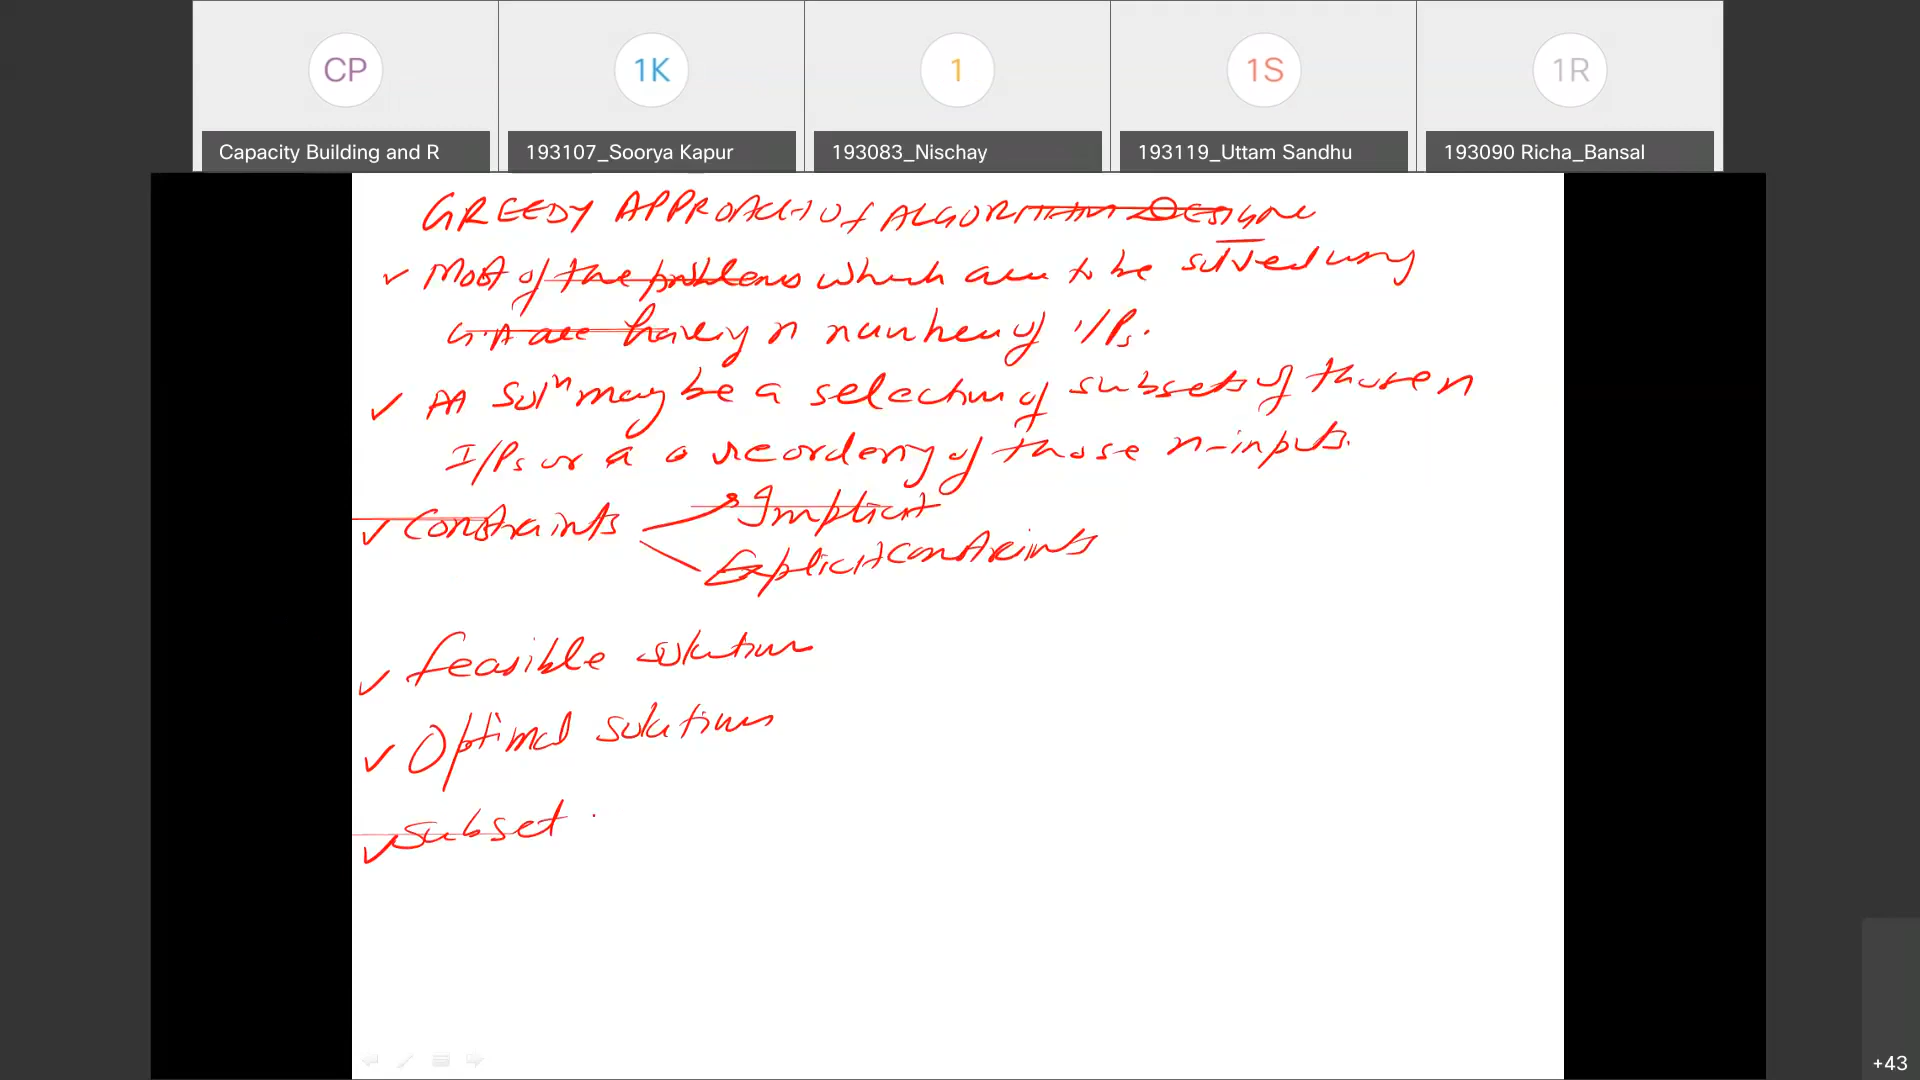 CP
1K
1
1S
1R
Capacity Building and R
193107_Soorya Kapur
193083_Nischay
193119_Uttam Sandhu
193090 Richa_Bansal
GREEDY APPROACH Of ALGORITHM DESIGN
✓ Most of the problems which are to be solved using
G.A are having n number of I/Ps.
✓ A Solⁿ may be a selection of subsets of those n
I/Ps or a reordering of those n-inputs.
✓ Constraints
Implicit
Explicit constraints
✓ feasible solution
✓ Optimal solution
✓ Subset
+43